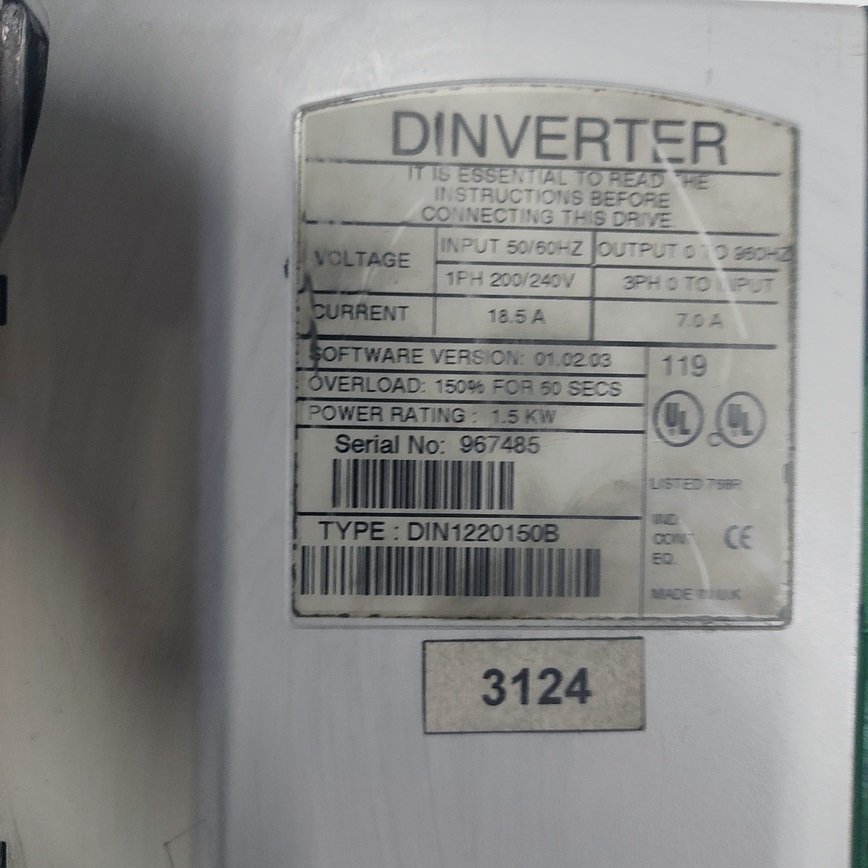 DINVERTER
IT IS ESSENTIAL TO READ THE
INSTRUCTIONS BEFORE
CONNECTING THIS DRIVE.
VOLTAGE
INPUT 50/60HZ
OUTPUT 0 TO 960HZ
1PH 200/240V
3PH 0 TO INPUT
CURRENT
18.5 A
7.0 A
SOFTWARE VERSION: 01.02.03
119
OVERLOAD: 150% FOR 60 SECS
POWER RATING : 1.5 KW
UL
c UL
Serial No: 967485
LISTED
TYPE : DIN1220150B
IND
CONT
EQ.
CE
MADE IN U.K
3124